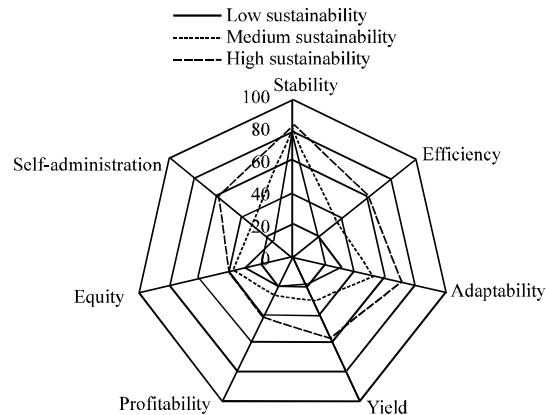 Low sustainability
Medium sustainability
High sustainability
Stability
100
80
60
40
20
0
Efficiency
Self-administration
Adaptability
Equity
Profitability
Yield